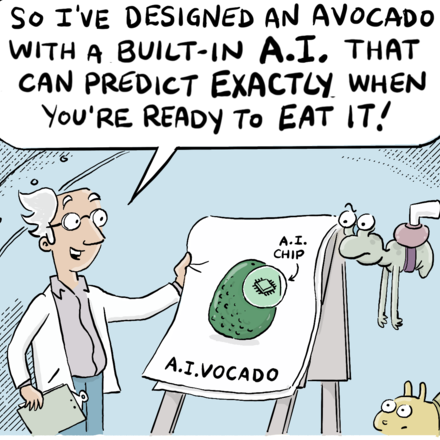 SO I'VE DESIGNED AN AVOCADO
WITH A BUILT-IN A.I. THAT
CAN PREDICT EXACTLY WHEN
YOU'RE READY TO EAT IT!
A.I.
CHIP
A.I.VOCADO